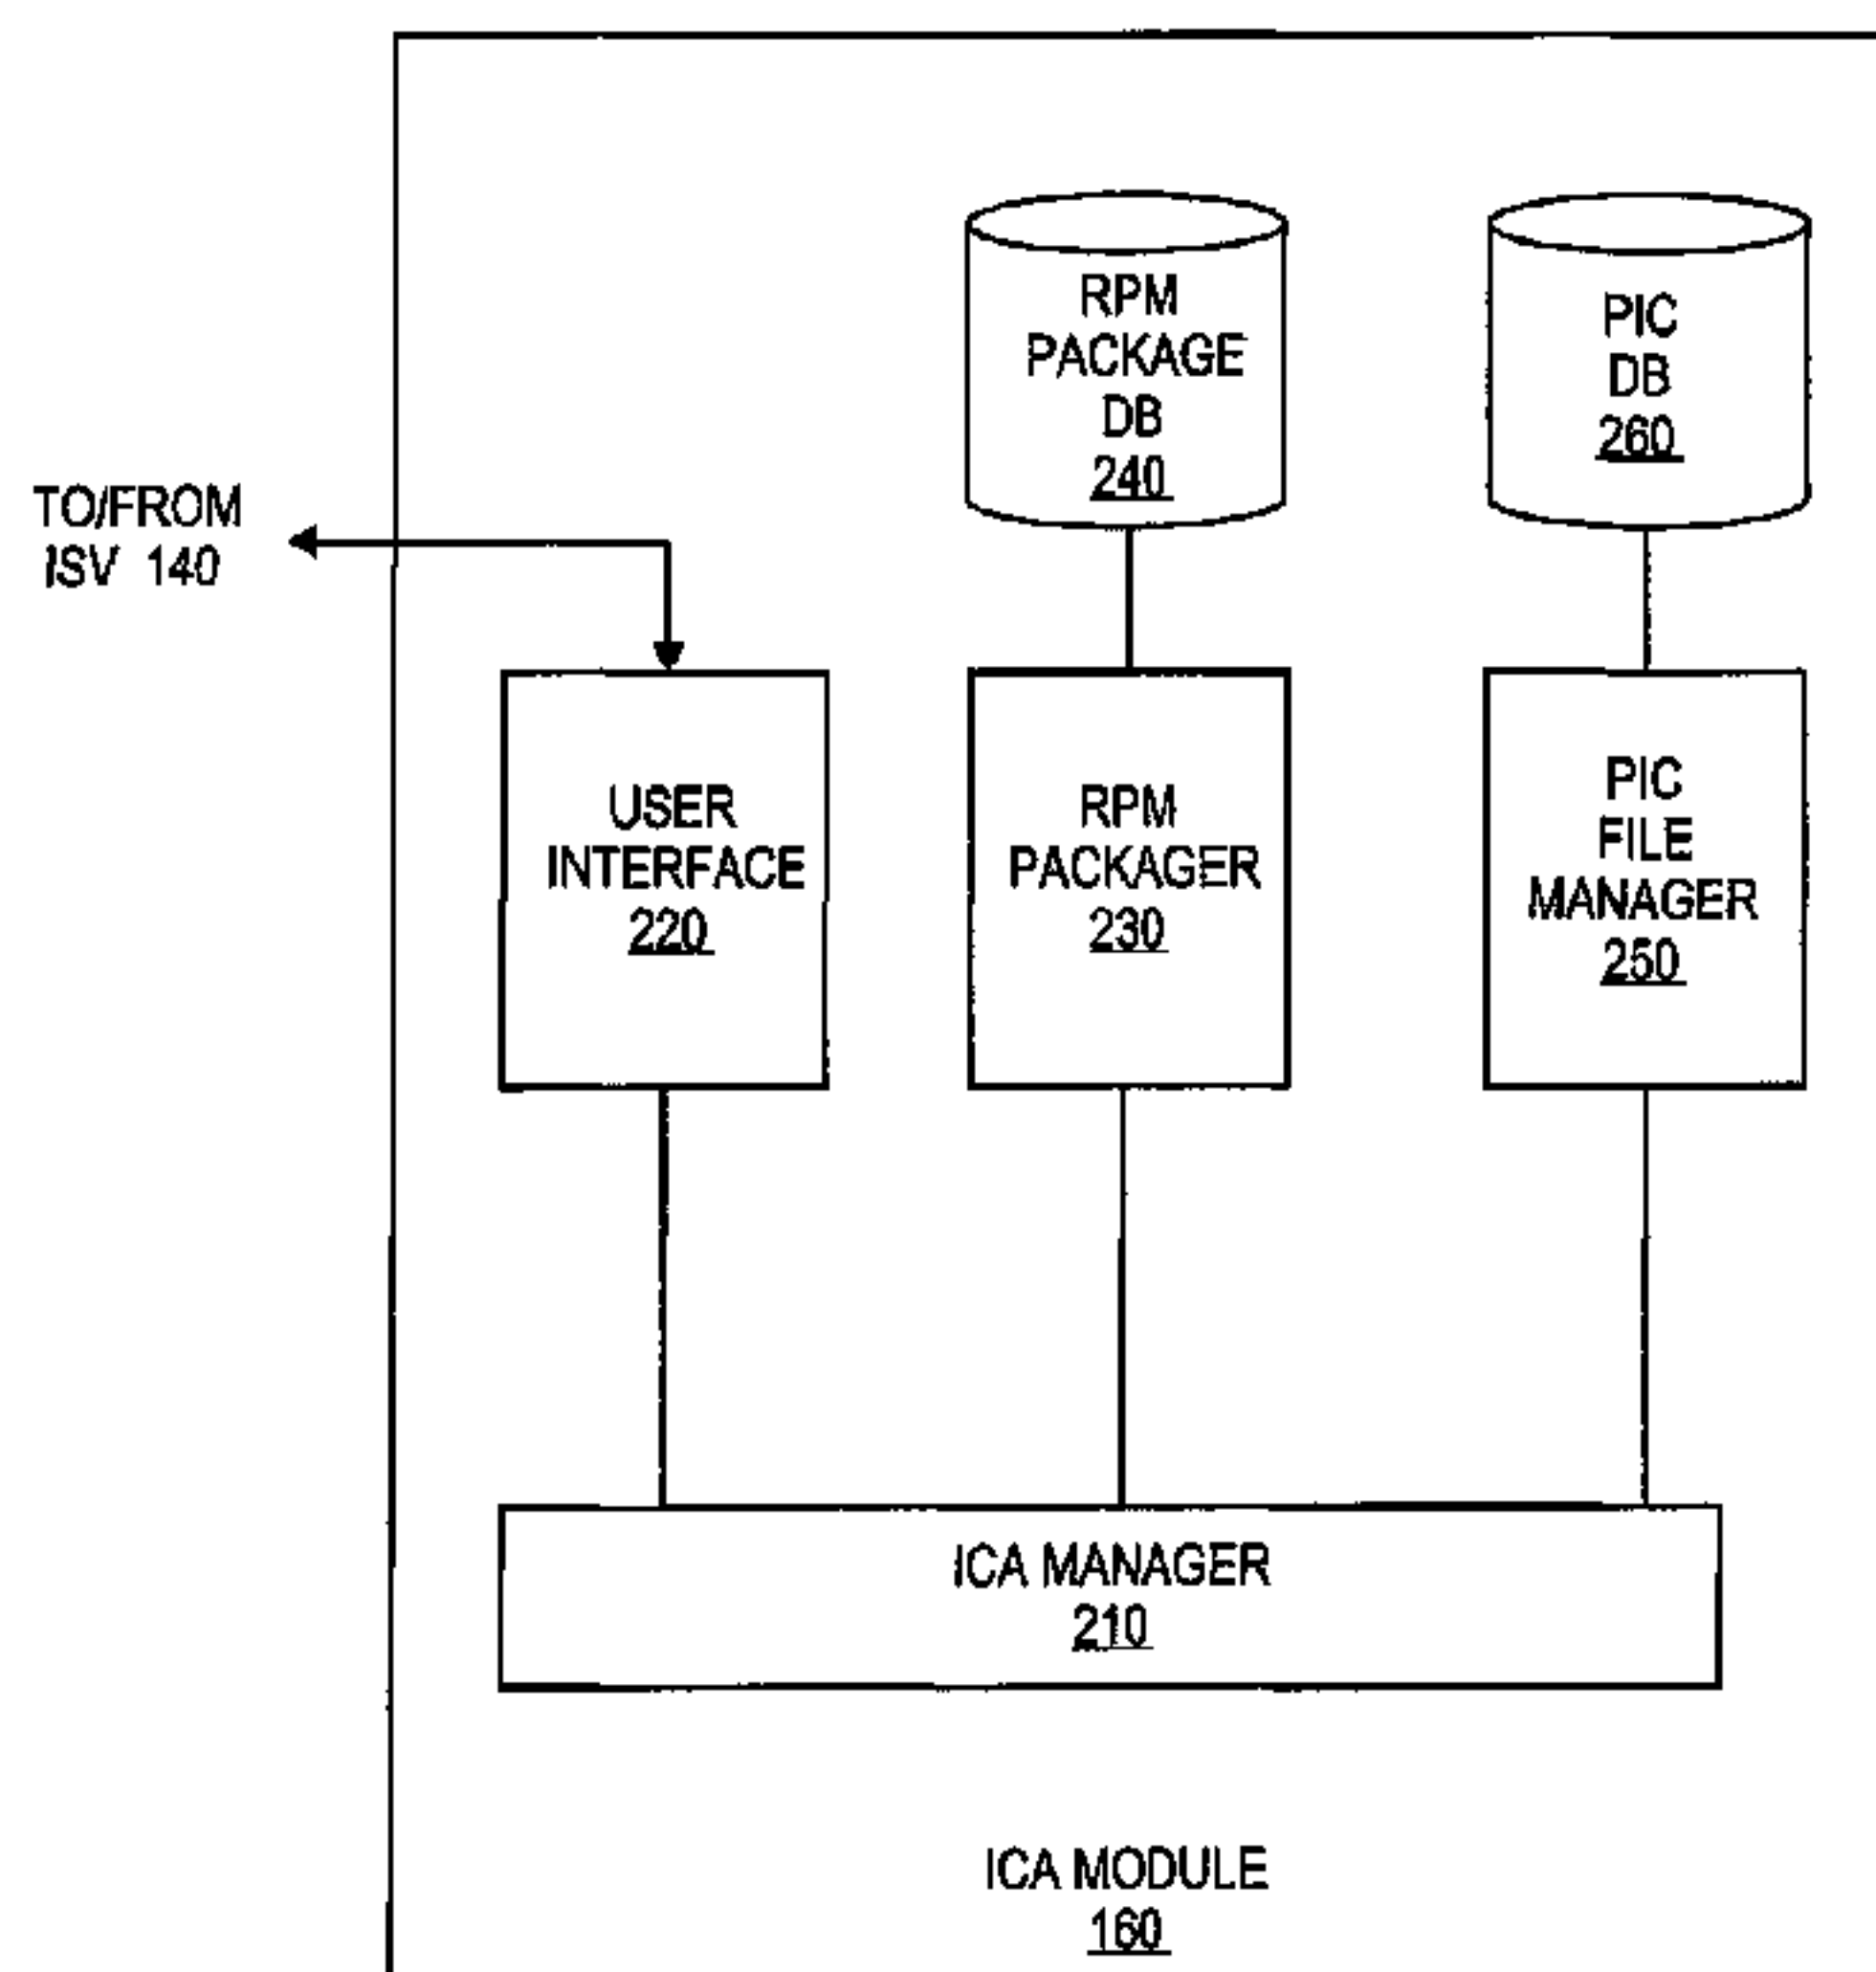 RPM
PACKAGE
DB
240
PIC
DB
260
TO/FROM
ISV 140
USER
INTERFACE
220
RPM
PACKAGER
230
PIC
FILE
MANAGER
250
ICA MANAGER
210
ICA MODULE
160